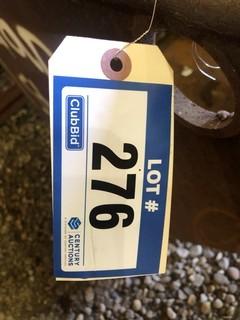 LOT #
276
ClubBid
CENTURY
AUCTIONS